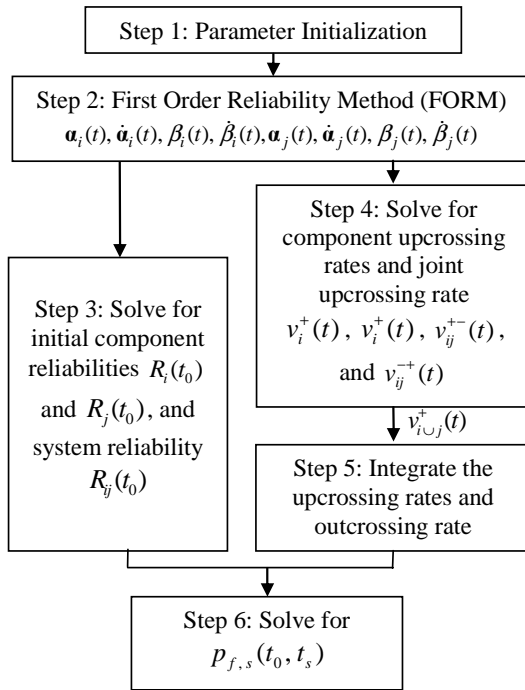 Step 1: Parameter Initialization
Step 2: First Order Reliability Method (FORM)
𝛂ᵢ(t), 𝛂̇ᵢ(t), βᵢ(t), β̇ᵢ(t), 𝛂ⱼ(t), 𝛂̇ⱼ(t), βⱼ(t), β̇ⱼ(t)
Step 3: Solve for
initial component
reliabilities Rᵢ(t₀)
and Rⱼ(t₀), and
system reliability
Rᵢⱼ(t₀)
Step 4: Solve for
component upcrossing
rates and joint
upcrossing rate
vᵢ⁺(t), vᵢ⁺(t), vᵢⱼ⁺⁻(t),
and vᵢⱼ⁻⁺(t)
v⁺_{i∪j}(t)
Step 5: Integrate the
upcrossing rates and
outcrossing rate
Step 6: Solve for
p_{f,s}(t₀, tₛ)